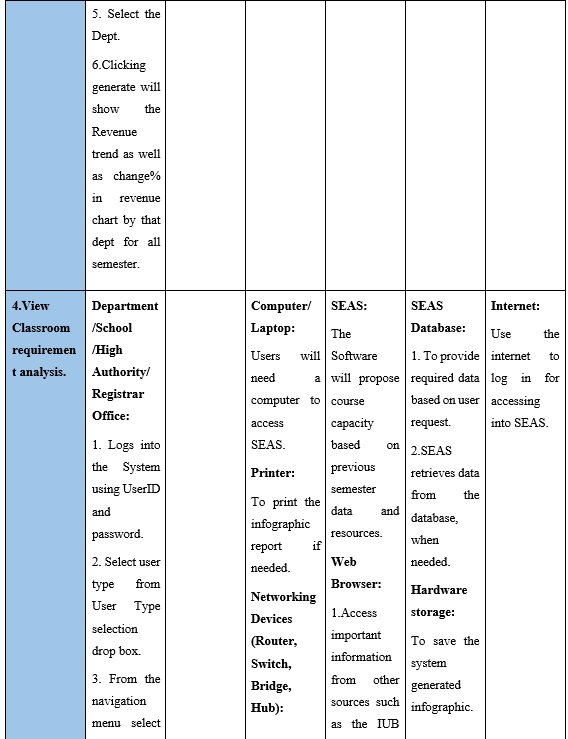 5. Select the
Dept.
6.Clicking
generate will
show the
Revenue
trend as well
as change%
in revenue
chart by that
dept for all
semester.
4.View
Classroom
requiremen
t analysis.
Department
/School
/High
Authority/
Registrar
Office:
1. Logs into
the System
using UserID
and
password.
2. Select user
type from
User Type
selection
drop box.
3. From the
navigation
menu select
Computer/
Laptop:
Users will
need a
computer to
access
SEAS.
Printer:
To print the
infographic
report if
needed.
Networking
Devices
(Router,
Switch,
Bridge,
Hub):
SEAS:
The
Software
will propose
course
capacity
based on
previous
semester
data and
resources.
Web
Browser:
1.Access
important
information
from other
sources such
as the IUB
SEAS
Database:
1. To provide
required data
based on user
request.
2.SEAS
retrieves data
from the
database,
when
needed.
Hardware
storage:
To save the
system
generated
infographic.
Internet:
Use the
internet to
log in for
accessing
into SEAS.